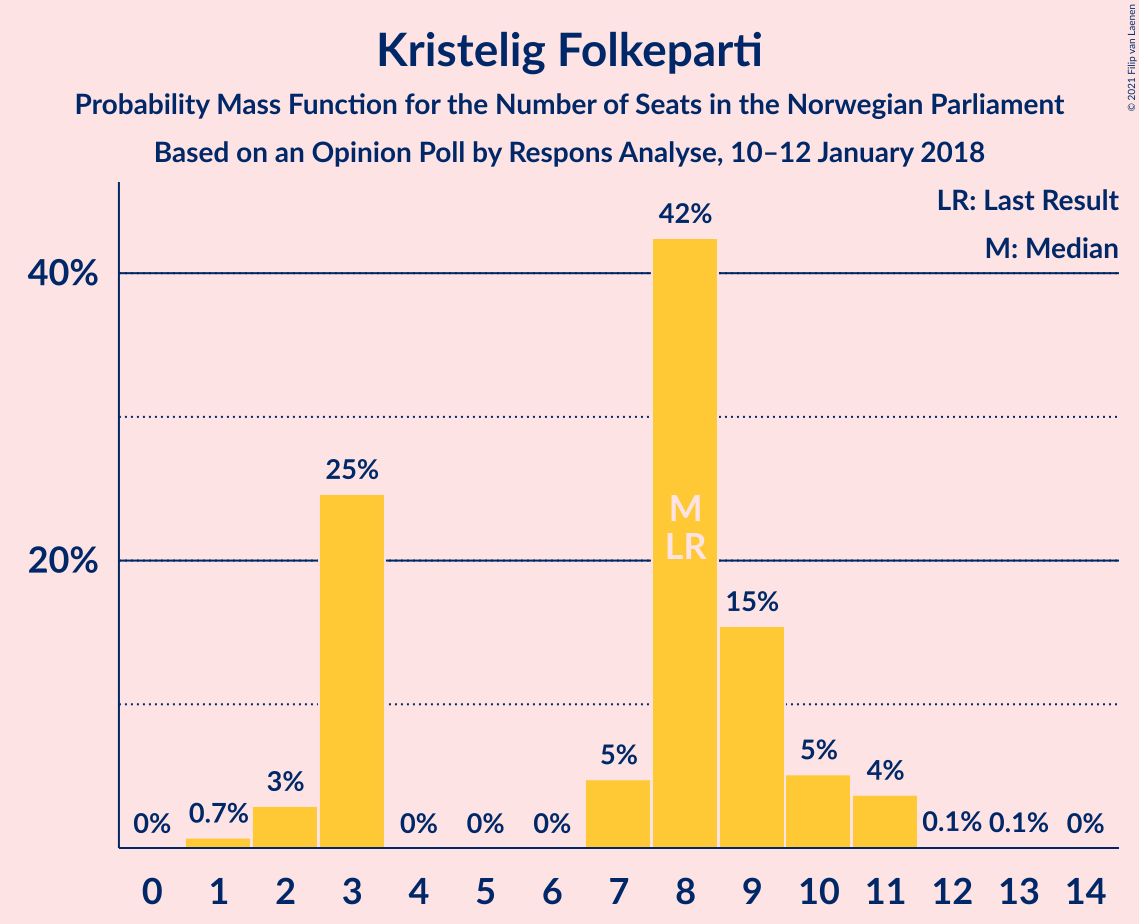 © 2021 Filip van Laenen
Kristelig Folkeparti
Probability Mass Function for the Number of Seats in the Norwegian Parliament
Based on an Opinion Poll by Respons Analyse, 10–12 January 2018
LR: Last Result
M: Median
42%
40%
25%
M
LR
20%
15%
5%
5%
4%
3%
0.7%
0%
0%
0%
0%
0.1%
0.1%
0%
0 1 2 3 4 5 6 7 8 9 10 11 12 13 14